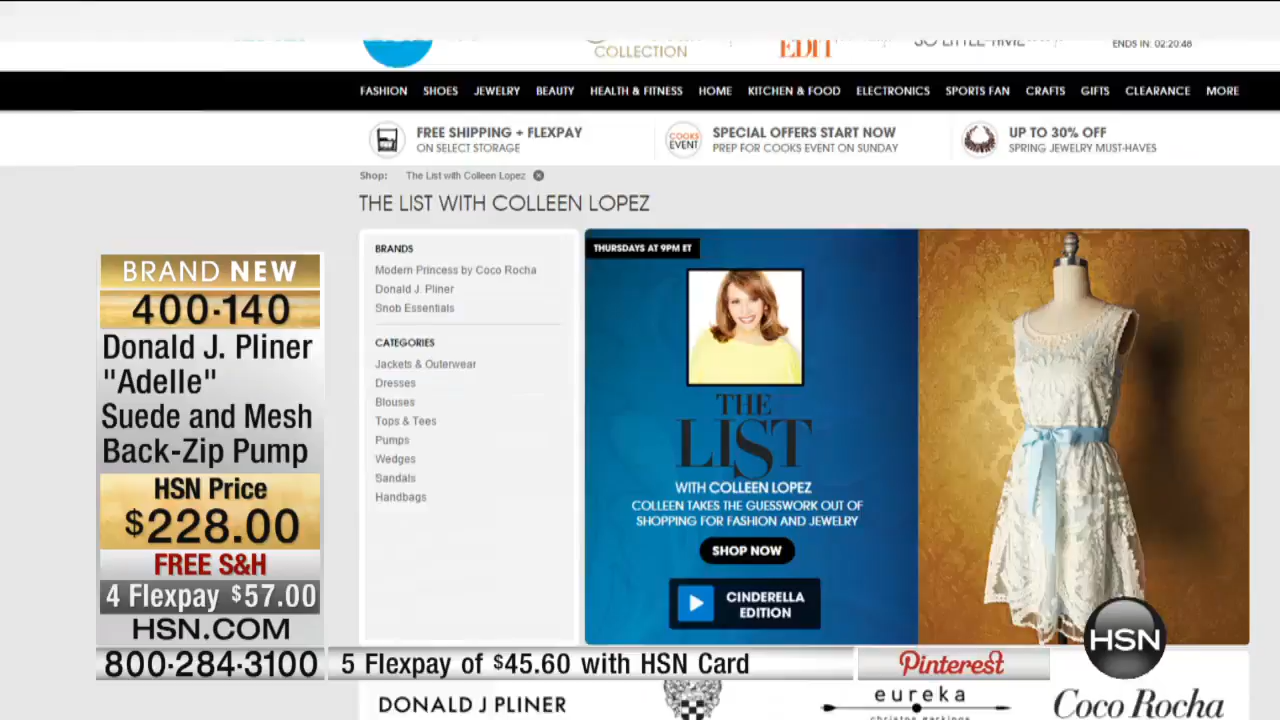 COLLECTION
EDIT
ENDS IN: 02:20:48
FASHION SHOES JEWELRY BEAUTY HEALTH & FITNESS HOME KITCHEN & FOOD ELECTRONICS SPORTS FAN CRAFTS GIFTS CLEARANCE MORE
FREE SHIPPING + FLEXPAY
ON SELECT STORAGE
COOKS
EVENT
SPECIAL OFFERS START NOW
PREP FOR COOKS EVENT ON SUNDAY
UP TO 30% OFF
SPRING JEWELRY MUST-HAVES
Shop: The List with Colleen Lopez
THE LIST WITH COLLEEN LOPEZ
BRANDS
Modern Princess by Coco Rocha
Donald J. Pliner
Snob Essentials
CATEGORIES
Jackets & Outerwear
Dresses
Blouses
Tops & Tees
Pumps
Wedges
Sandals
Handbags
THURSDAYS AT 9PM ET
THE
LIST
WITH COLLEEN LOPEZ
COLLEEN TAKES THE GUESSWORK OUT OF
SHOPPING FOR FASHION AND JEWELRY
SHOP NOW
CINDERELLA
EDITION
BRAND NEW
400-140
Donald J. Pliner
"Adelle"
Suede and Mesh
Back-Zip Pump
HSN Price
$228.00
FREE S&H
4 Flexpay $57.00
HSN.COM
800-284-3100
5 Flexpay of $45.60 with HSN Card
Pinterest
HSN
DONALD J PLINER
eureka
Coco Rocha